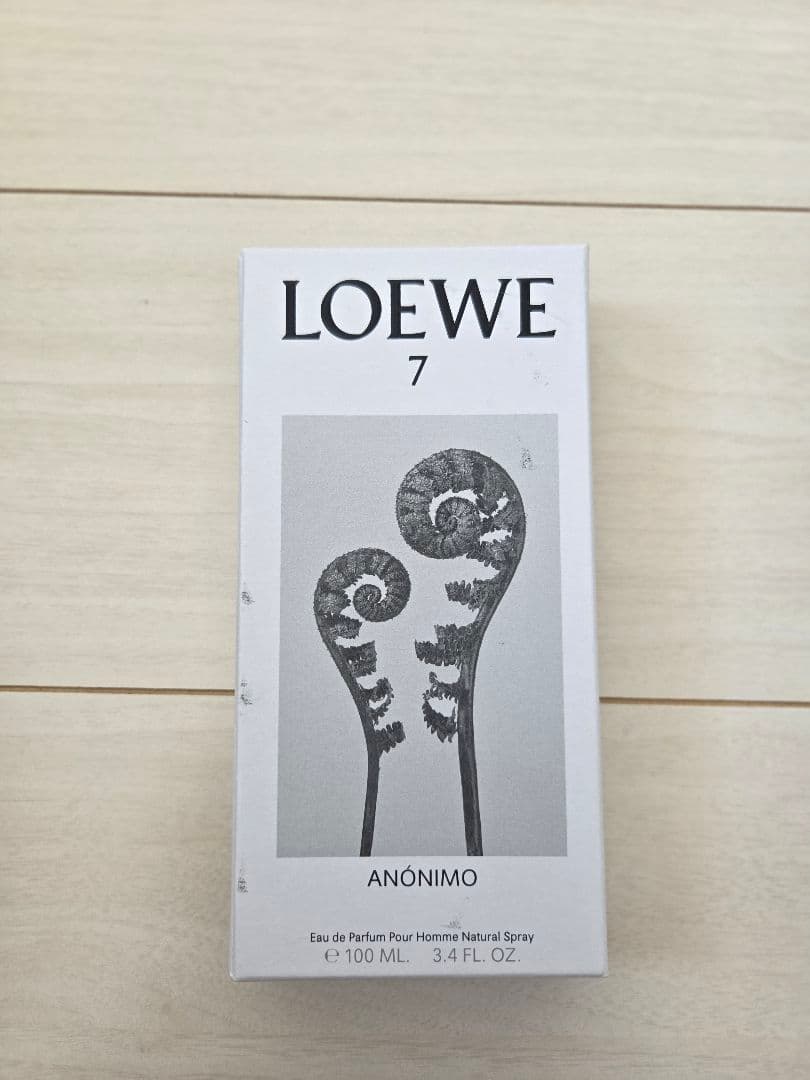 LOEWE
7
ANÓNIMO
Eau de Parfum Pour Homme Natural Spray
℮ 100 ML. 3.4 FL. OZ.